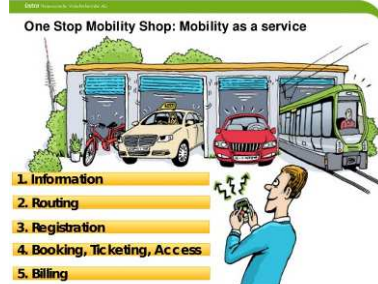 One Stop Mobility Shop: Mobility as a service
TAXI
1. Information
2. Routing
3. Registration
4. Booking, Ticketing, Access
5. Billing